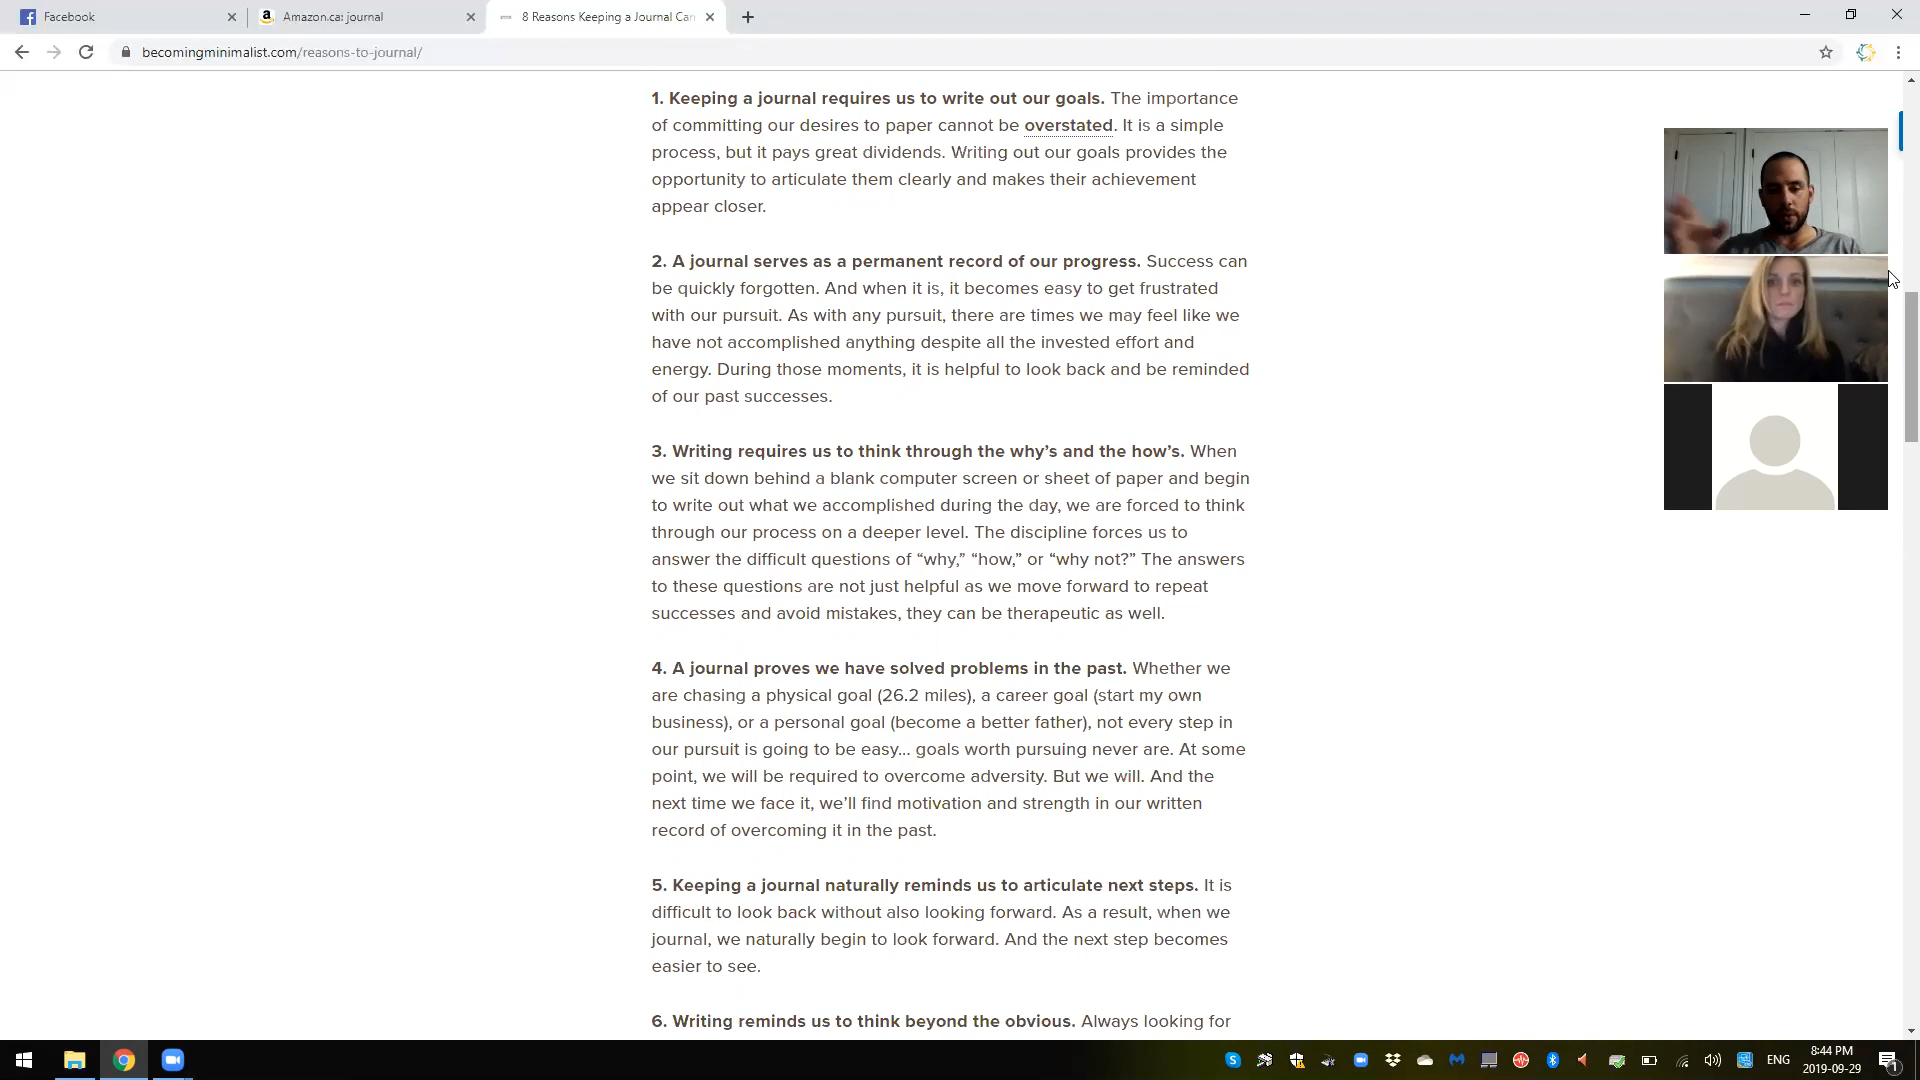 Facebook
Amazon.ca: journal
8 Reasons Keeping a Journal Can
becomingminimalist.com/reasons-to-journal/
1. Keeping a journal requires us to write out our goals. The importance
of committing our desires to paper cannot be overstated. It is a simple
process, but it pays great dividends. Writing out our goals provides the
opportunity to articulate them clearly and makes their achievement
appear closer.
2. A journal serves as a permanent record of our progress. Success can
be quickly forgotten. And when it is, it becomes easy to get frustrated
with our pursuit. As with any pursuit, there are times we may feel like we
have not accomplished anything despite all the invested effort and
energy. During those moments, it is helpful to look back and be reminded
of our past successes.
3. Writing requires us to think through the why’s and the how’s. When
we sit down behind a blank computer screen or sheet of paper and begin
to write out what we accomplished during the day, we are forced to think
through our process on a deeper level. The discipline forces us to
answer the difficult questions of “why,” “how,” or “why not?” The answers
to these questions are not just helpful as we move forward to repeat
successes and avoid mistakes, they can be therapeutic as well.
4. A journal proves we have solved problems in the past. Whether we
are chasing a physical goal (26.2 miles), a career goal (start my own
business), or a personal goal (become a better father), not every step in
our pursuit is going to be easy… goals worth pursuing never are. At some
point, we will be required to overcome adversity. But we will. And the
next time we face it, we’ll find motivation and strength in our written
record of overcoming it in the past.
5. Keeping a journal naturally reminds us to articulate next steps. It is
difficult to look back without also looking forward. As a result, when we
journal, we naturally begin to look forward. And the next step becomes
easier to see.
6. Writing reminds us to think beyond the obvious. Always looking for
ENG
8:44 PM
2019-09-29
1